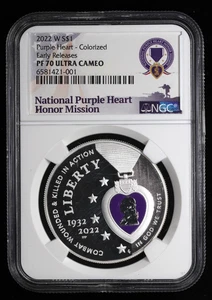 2022 W S$1
Purple Heart - Colorized
Early Releases
PF 70 ULTRA CAMEO
6581421-001
National Purple Heart
Honor Mission
NGC
COMBAT WOUNDED & KILLED IN ACTION
LIBERTY
1932
2022
IN GOD WE TRUST